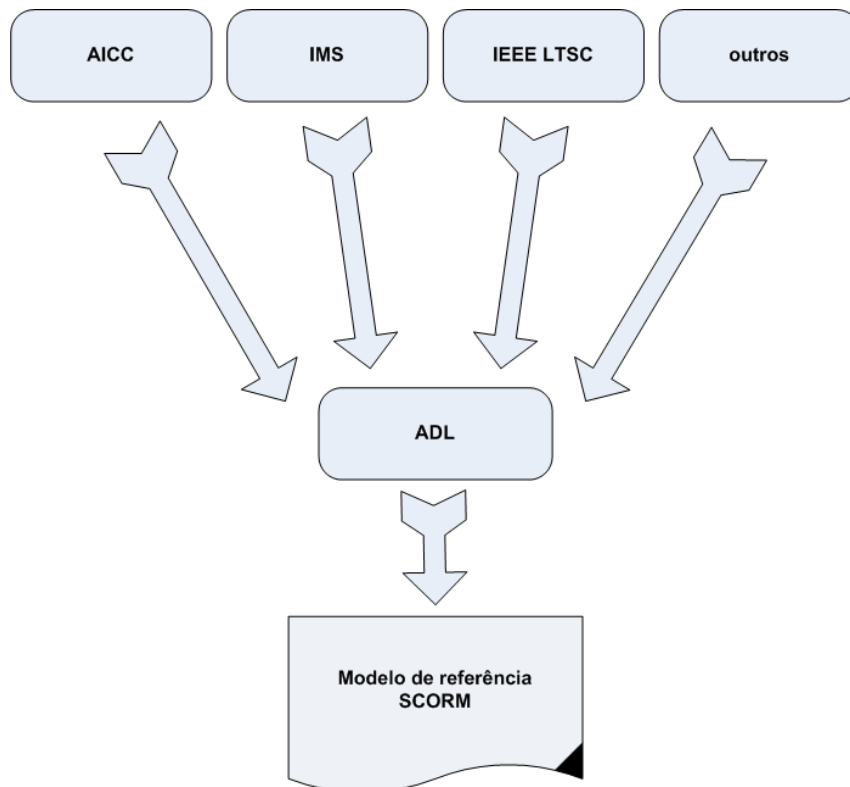 AICC
IMS
IEEE LTSC
outros
ADL
Modelo de referência
SCORM